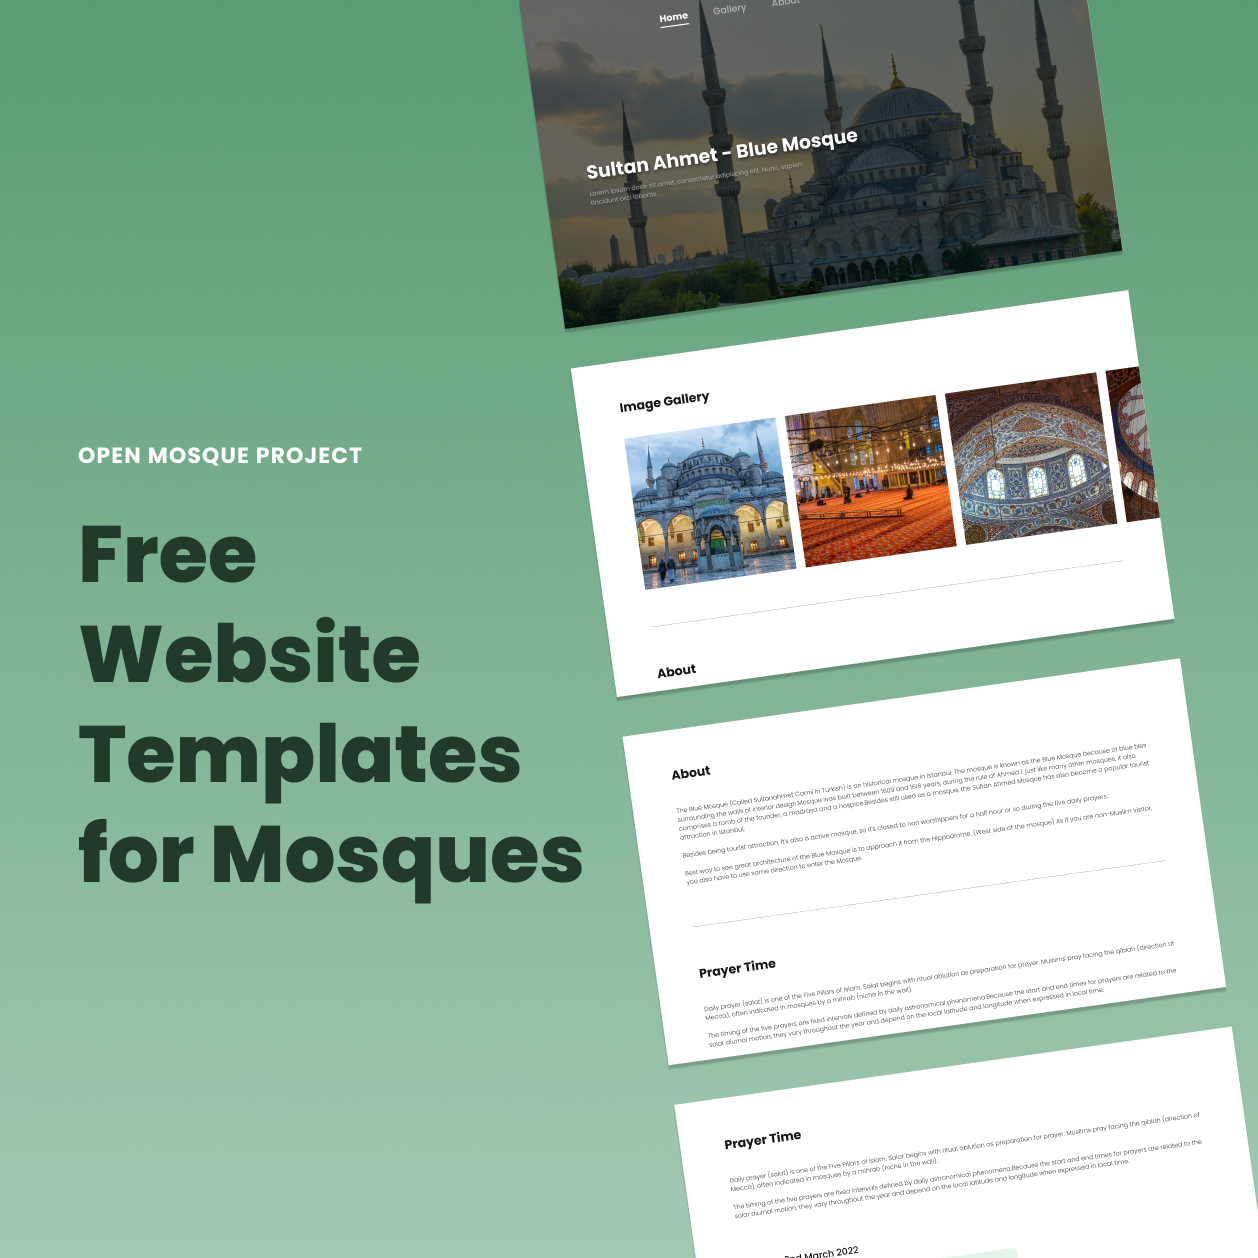 Home Gallery About
Sultan Ahmet - Blue Mosque
Lorem ipsum dolor sit amet, consectetur adipiscing elit. Nunc, sapien
tincidunt orci lobortis.
Image Gallery
About
OPEN MOSQUE PROJECT
Free
Website
Templates
for Mosques
About
The Blue Mosque (Called Sultanahmet Camii in Turkish) is an historical mosque in Istanbul. The mosque is known as the Blue Mosque because of blue tiles
surrounding the walls of interior design.Mosque was built between 1609 and 1616 years, during the rule of Ahmed I. just like many other mosques, it also
comprises a tomb of the founder, a madrasa and a hospice.Besides still used as a mosque, the Sultan Ahmed Mosque has also become a popular tourist
attraction in Istanbul.
Besides being tourist attraction, it's also a active mosque, so it's closed to non worshippers for a half hour or so during the five daily prayers.
Best way to see great architecture of the Blue Mosque is to approach it from the Hippodrome. (West side of the mosque) As if you are non-Muslim visitor,
you also have to use same direction to enter the Mosque.
Prayer Time
Daily prayer (salat) is one of the Five Pillars of Islam. Salat begins with ritual ablution as preparation for prayer. Muslims pray facing the qiblah (direction of
Mecca), often indicated in mosques by a mihrab (niche in the wall).
The timing of the five prayers are fixed intervals defined by daily astronomical phenomena.Because the start and end times for prayers are related to the
solar diurnal motion, they vary throughout the year and depend on the local latitude and longitude when expressed in local time.
Prayer Time
Daily prayer (salat) is one of the Five Pillars of Islam. Salat begins with ritual ablution as preparation for prayer. Muslims pray facing the qiblah (direction of
Mecca), often indicated in mosques by a mihrab (niche in the wall).
The timing of the five prayers are fixed intervals defined by daily astronomical phenomena.Because the start and end times for prayers are related to the
solar diurnal motion, they vary throughout the year and depend on the local latitude and longitude when expressed in local time.
2nd March 2022